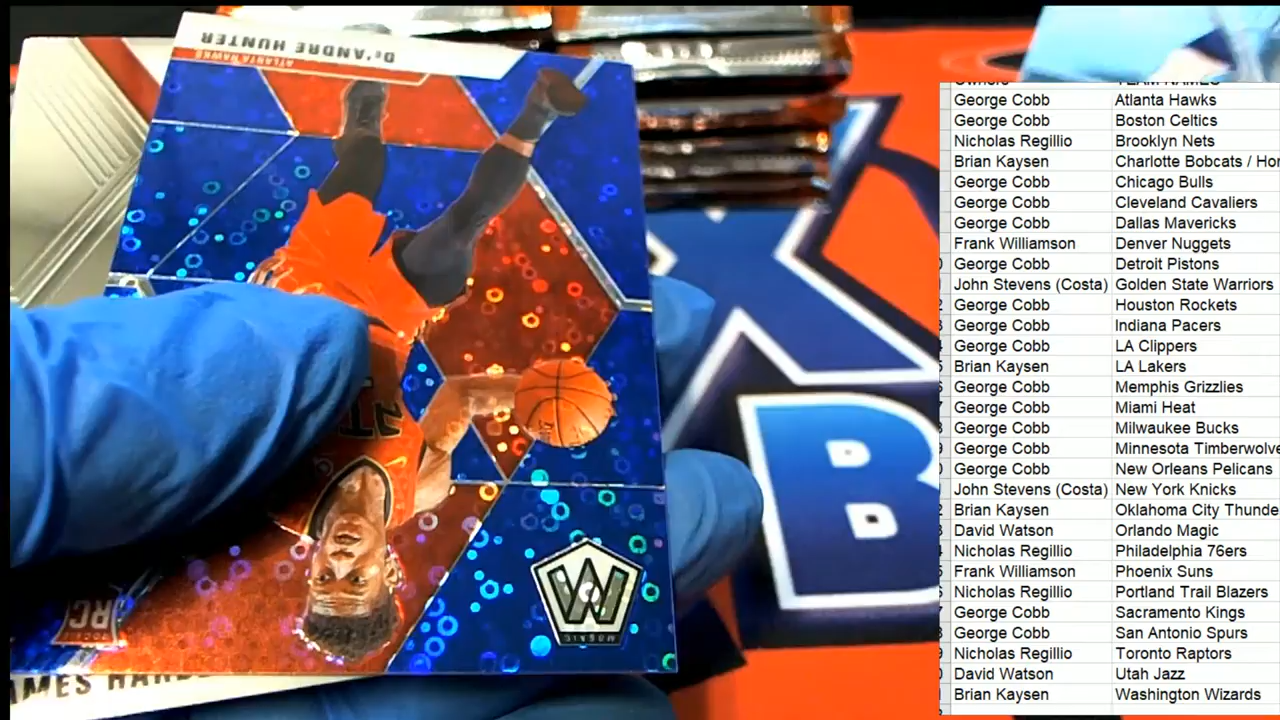 DE'ANDRE HUNTER
ATLANTA HAWKS
RC
MOSAIC
AMES HARD
X
B
TEAM NAMES
George Cobb Atlanta Hawks
George Cobb Boston Celtics
Nicholas Regillio Brooklyn Nets
Brian Kaysen Charlotte Bobcats / Hor
George Cobb Chicago Bulls
George Cobb Cleveland Cavaliers
George Cobb Dallas Mavericks
Frank Williamson Denver Nuggets
George Cobb Detroit Pistons
John Stevens (Costa) Golden State Warriors
George Cobb Houston Rockets
George Cobb Indiana Pacers
George Cobb LA Clippers
Brian Kaysen LA Lakers
George Cobb Memphis Grizzlies
George Cobb Miami Heat
George Cobb Milwaukee Bucks
George Cobb Minnesota Timberwolve
George Cobb New Orleans Pelicans
John Stevens (Costa) New York Knicks
Brian Kaysen Oklahoma City Thunde
David Watson Orlando Magic
Nicholas Regillio Philadelphia 76ers
Frank Williamson Phoenix Suns
Nicholas Regillio Portland Trail Blazers
George Cobb Sacramento Kings
George Cobb San Antonio Spurs
Nicholas Regillio Toronto Raptors
David Watson Utah Jazz
Brian Kaysen Washington Wizards